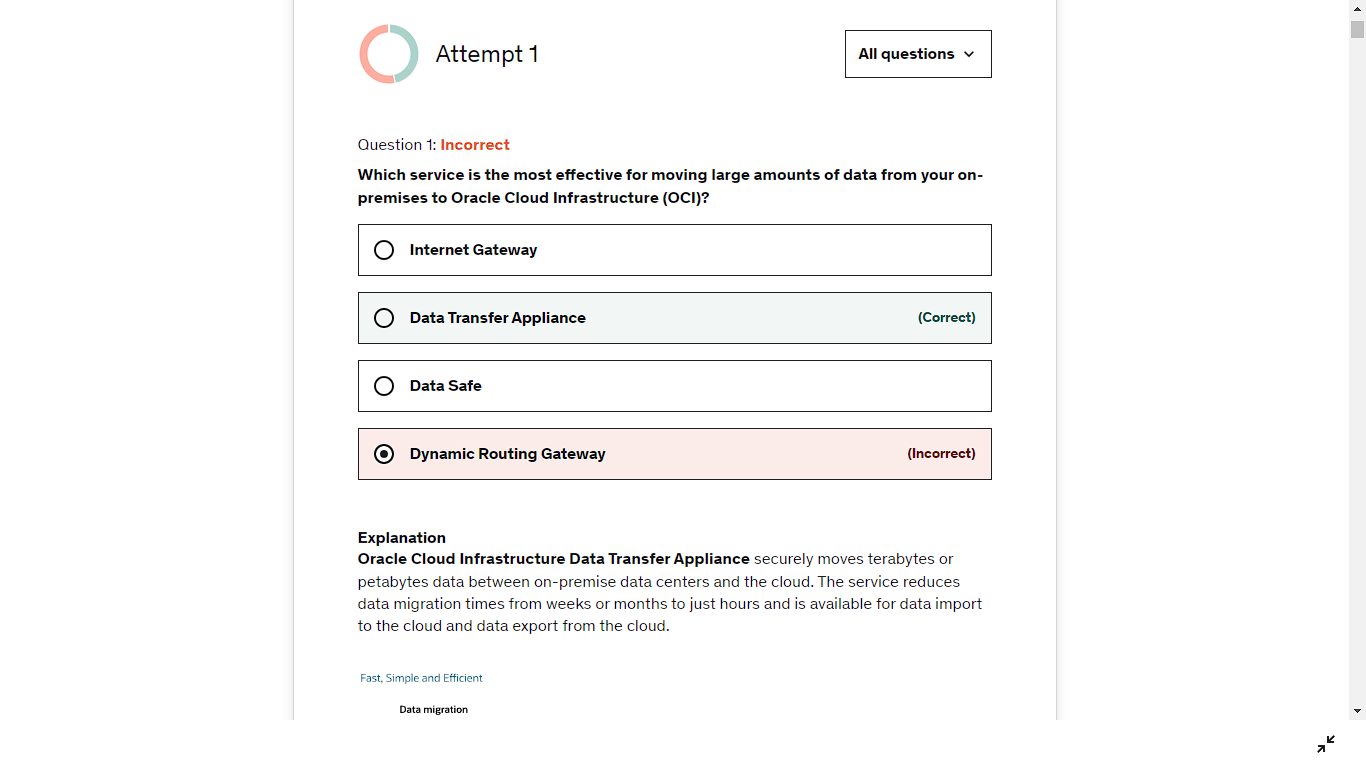 Attempt 1
All questions
Question 1: Incorrect
Which service is the most effective for moving large amounts of data from your on-
premises to Oracle Cloud Infrastructure (OCI)?
Internet Gateway
Data Transfer Appliance (Correct)
Data Safe
Dynamic Routing Gateway (Incorrect)
Explanation
Oracle Cloud Infrastructure Data Transfer Appliance securely moves terabytes or
petabytes data between on-premise data centers and the cloud. The service reduces
data migration times from weeks or months to just hours and is available for data import
to the cloud and data export from the cloud.
Fast, Simple and Efficient
Data migration